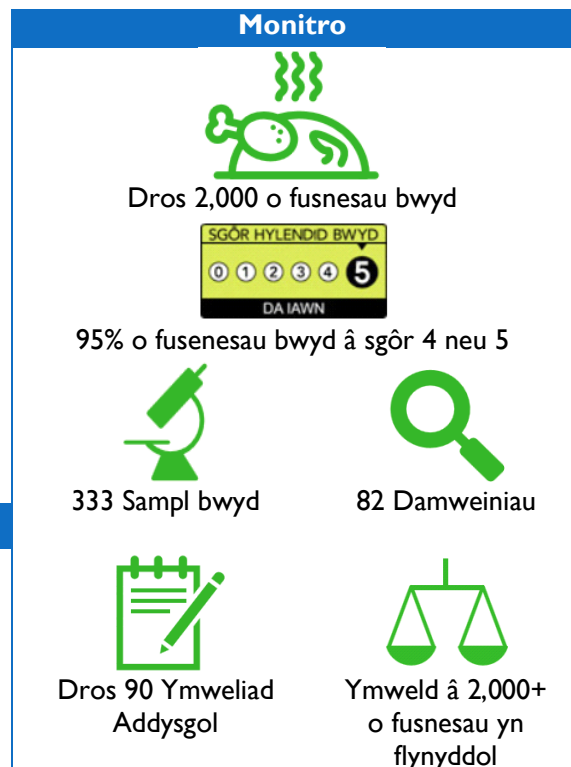 Monitro
Dros 2,000 o fusnesau bwyd
SGÔR HYLENDID BWYD
0 1 2 3 4 5
DA IAWN
95% o fusenesau bwyd â sgôr 4 neu 5
333 Sampl bwyd
82 Damweiniau
Dros 90 Ymweliad
Addysgol
Ymweld â 2,000+
o fusnesau yn
flynyddol